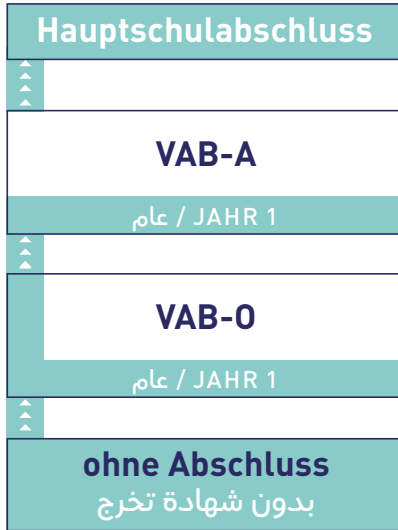 Hauptschulabschluss
VAB-A
عام / JAHR 1
VAB-O
عام / JAHR 1
ohne Abschluss
بدون شهادة تخرج